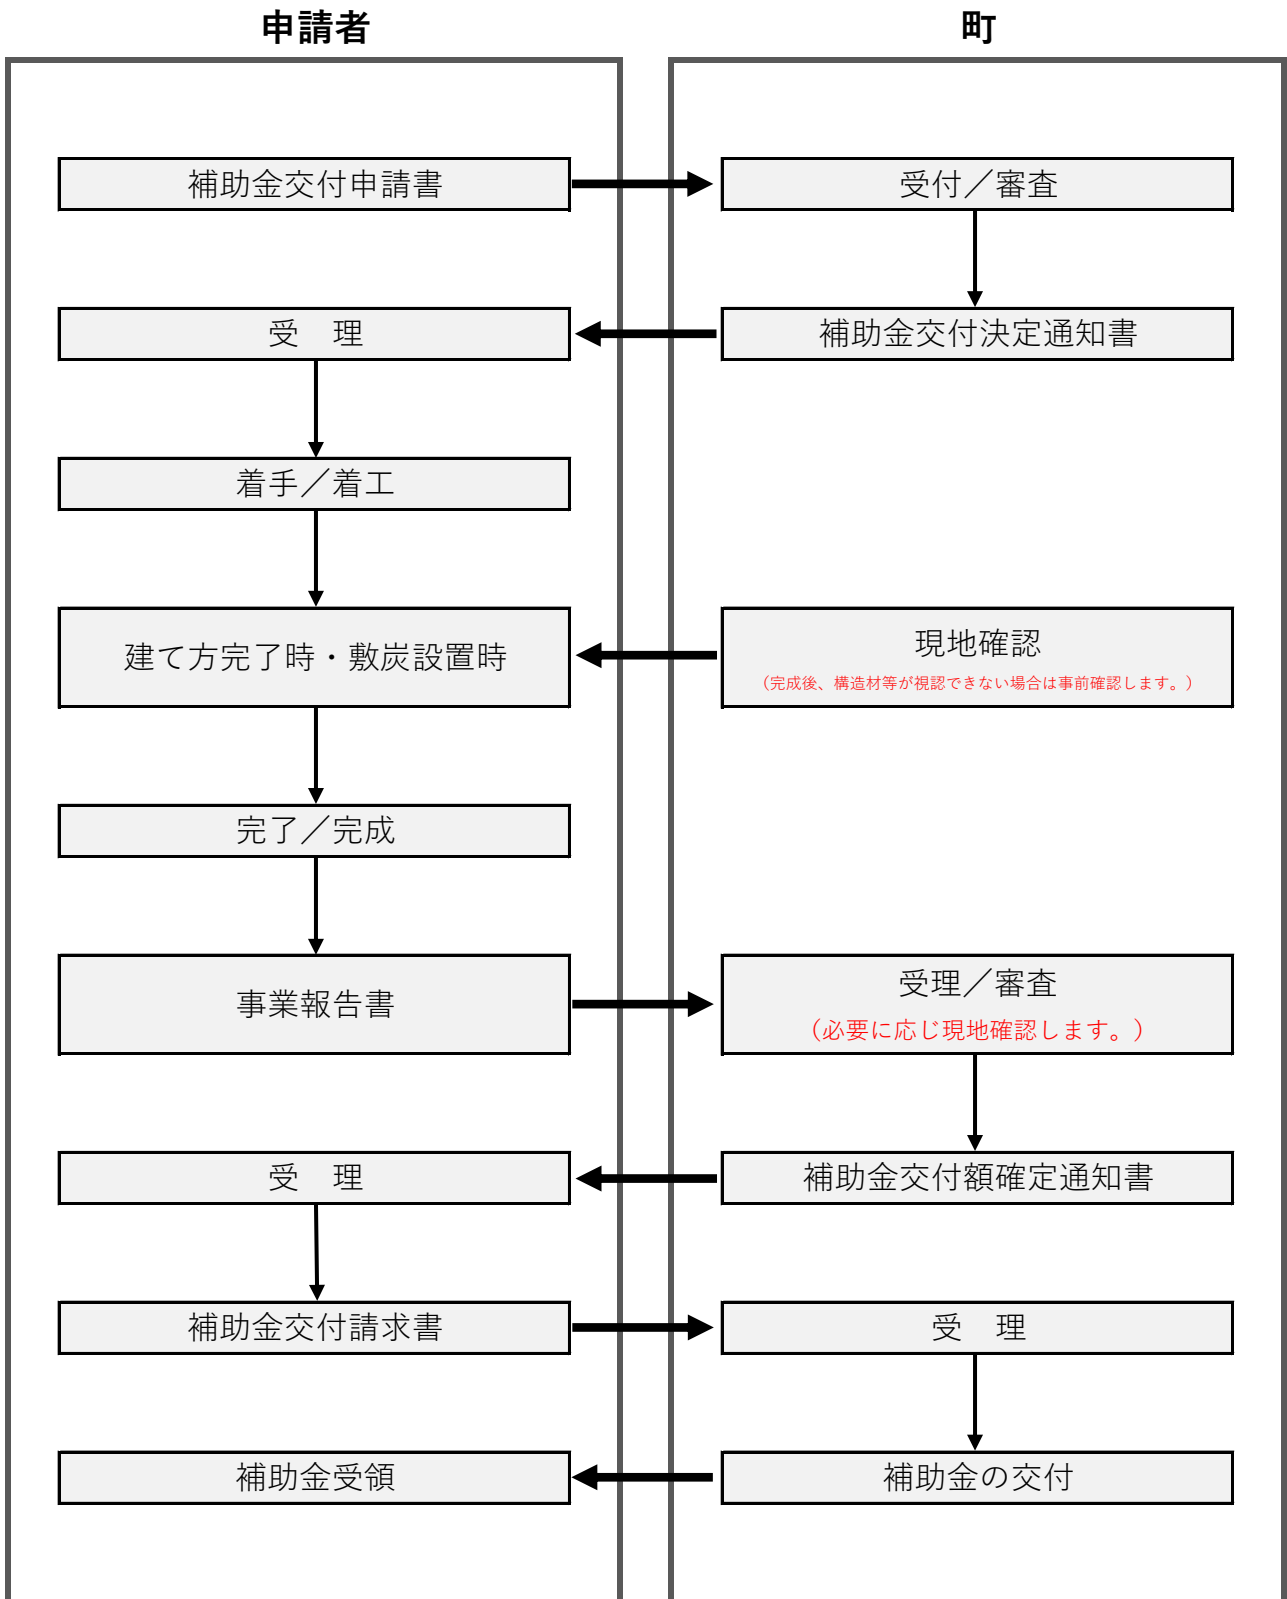 申請者
町
補助金交付申請書
受付／審査
受　理
補助金交付決定通知書
着手／着工
建て方完了時・敷炭設置時
現地確認
（完成後、構造材等が視認できない場合は事前確認します。）
完了／完成
事業報告書
受理／審査
（必要に応じ現地確認します。）
受　理
補助金交付額確定通知書
補助金交付請求書
受　理
補助金受領
補助金の交付